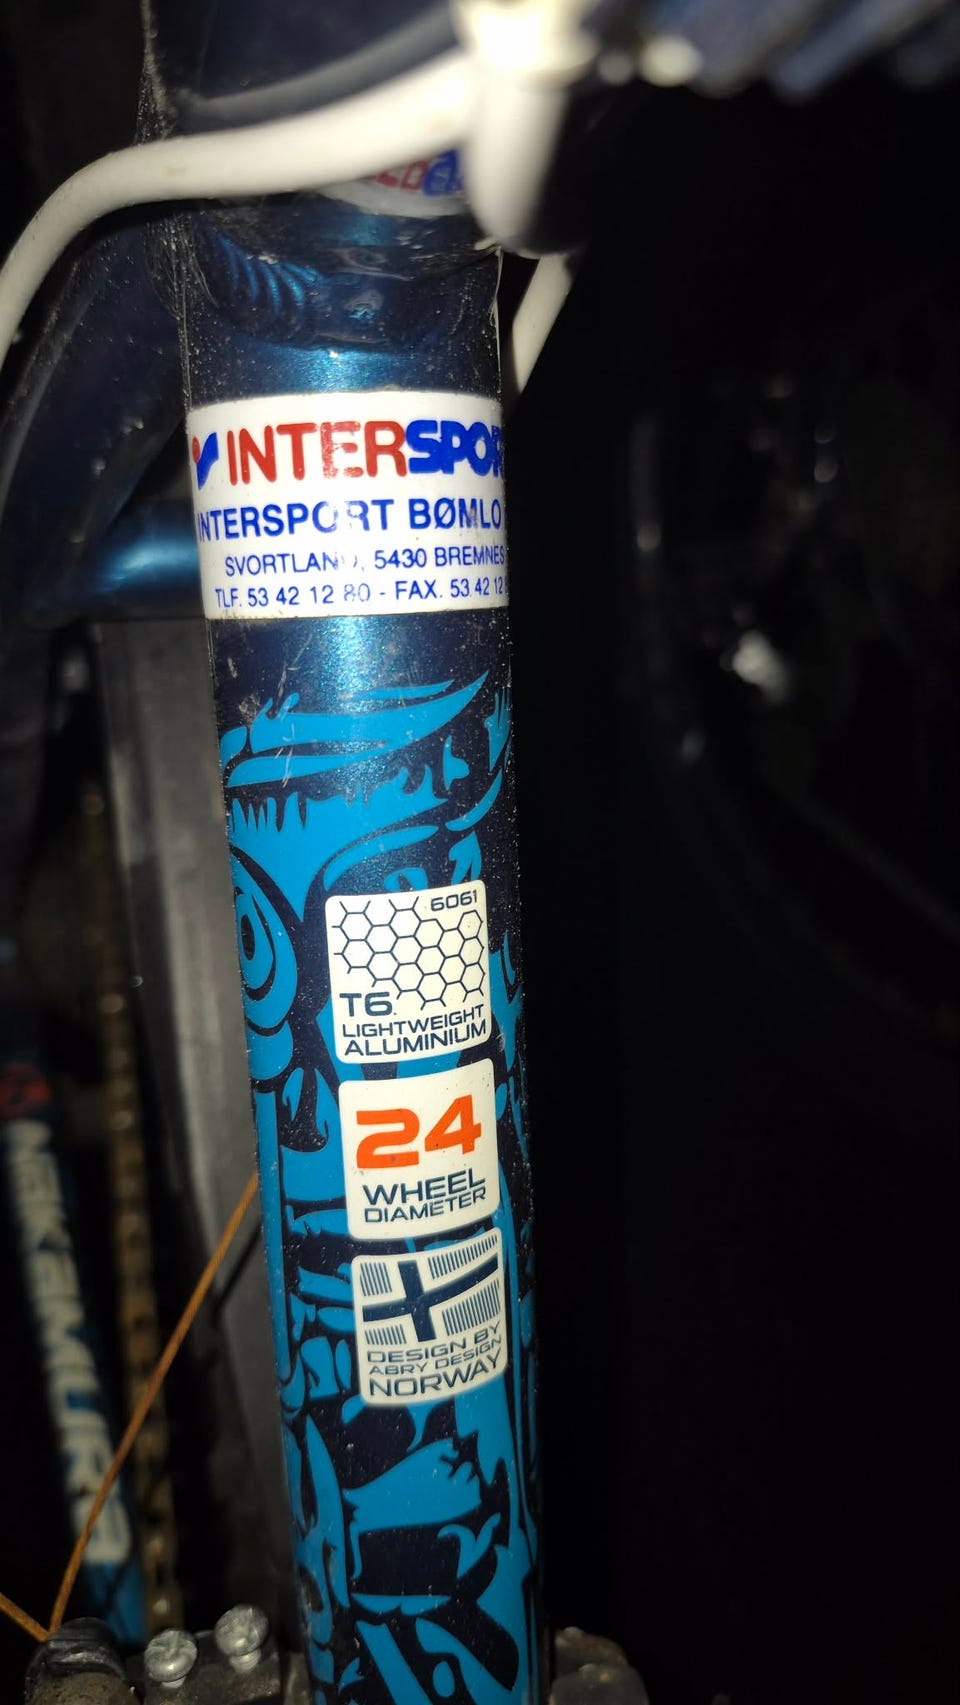 INTERSPOR
INTERSPORT BØMLO
SVORTLAND, 5430 BREMNES
TLF. 53 42 12 80 - FAX. 53 42 12
6061
T6
LIGHTWEIGHT
ALUMINIUM
24
WHEEL
DIAMETER
DESIGN BY
ABRY DESIGN
NORWAY